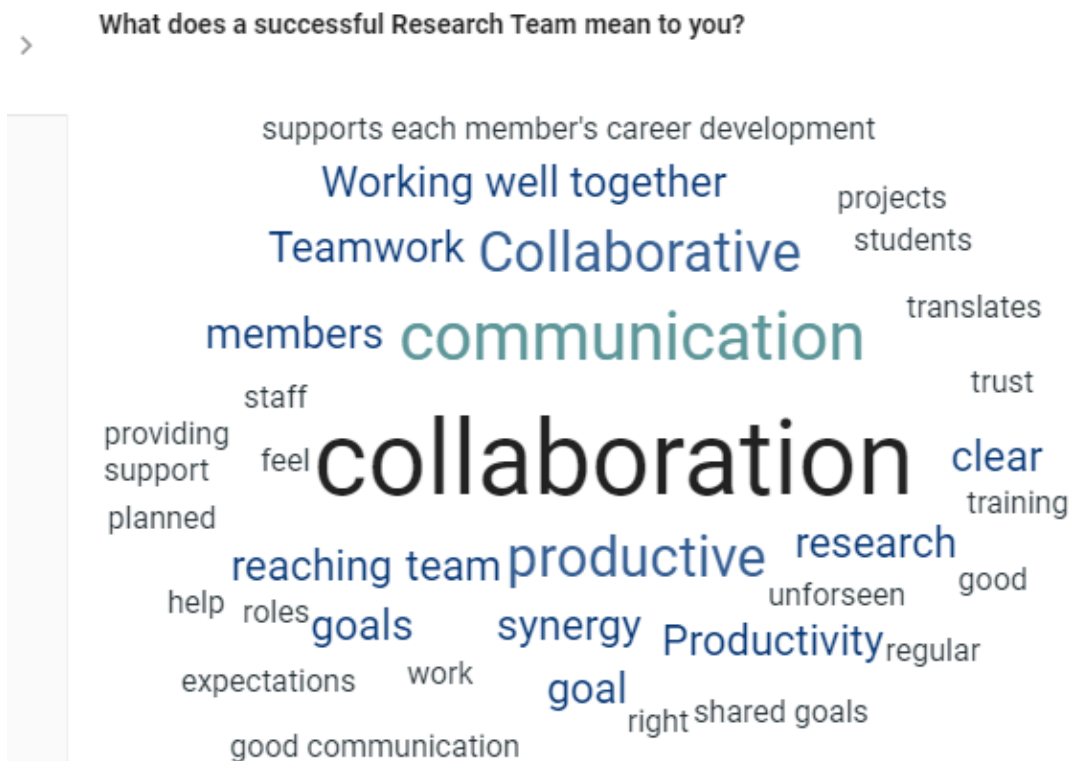 What does a successful Research Team mean to you?
supports each member's career development
Working well together
projects
Teamwork
Collaborative
students
translates
members
communication
trust
staff
providing
support
feel
collaboration
clear
training
planned
reaching team
productive
research
good
help
roles
unforseen
goals
synergy
Productivity
regular
expectations
work
goal
right
shared goals
good communication